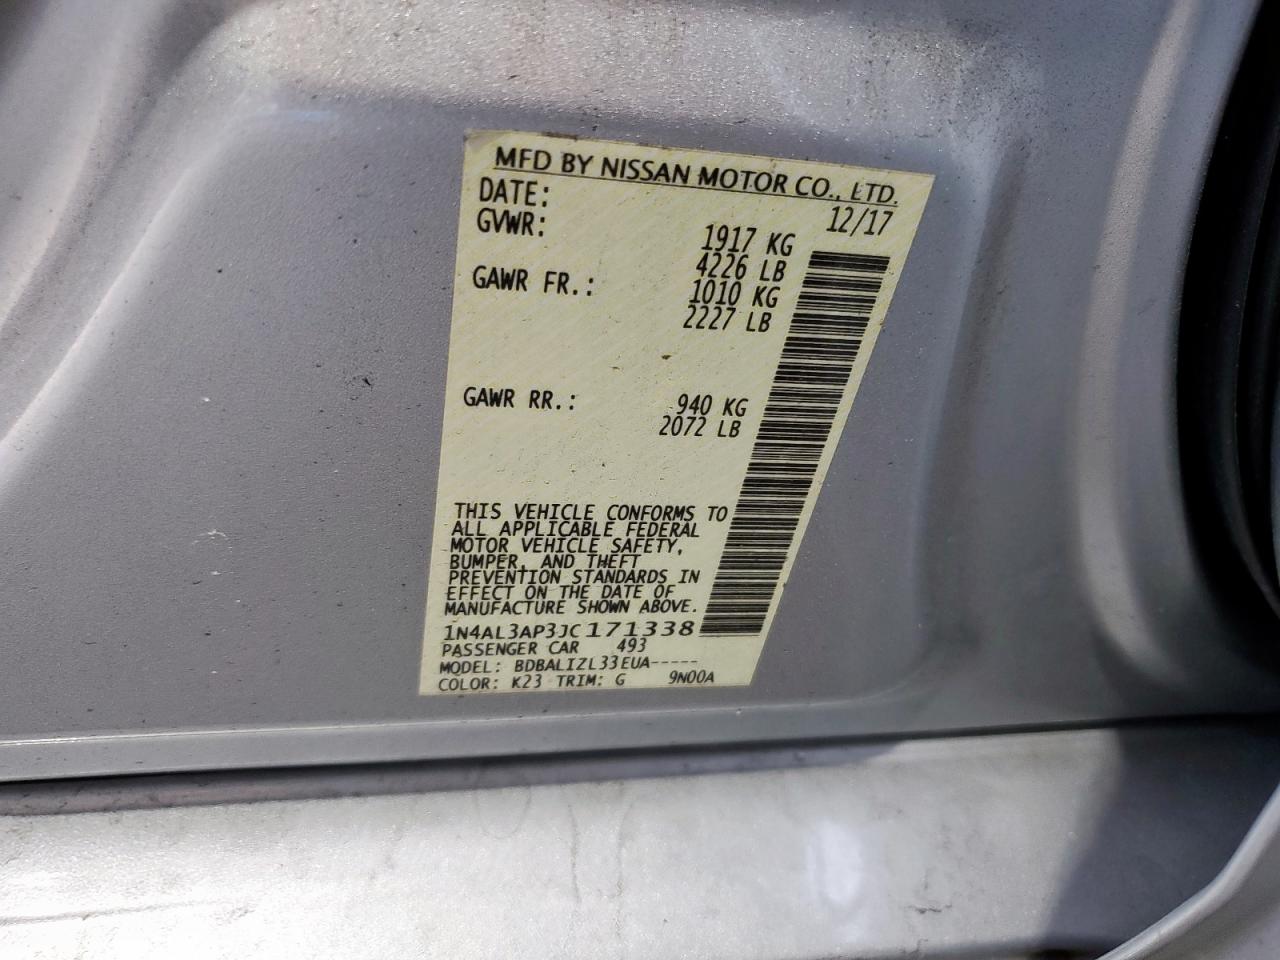 MFD BY NISSAN MOTOR CO., LTD.
DATE: 12/17
GVWR: 1917 KG
4226 LB
GAWR FR.: 1010 KG
2227 LB
GAWR RR.: 940 KG
2072 LB
THIS VEHICLE CONFORMS TO
ALL APPLICABLE FEDERAL
MOTOR VEHICLE SAFETY,
BUMPER, AND THEFT
PREVENTION STANDARDS IN
EFFECT ON THE DATE OF
MANUFACTURE SHOWN ABOVE.
1N4AL3AP3JC171338
PASSENGER CAR 493
MODEL: BDBALIZL33EUA-----
COLOR: K23 TRIM: G 9N00A